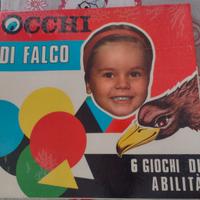 OCCHI
DI FALCO
6 GIOCHI DI
ABILITÀ